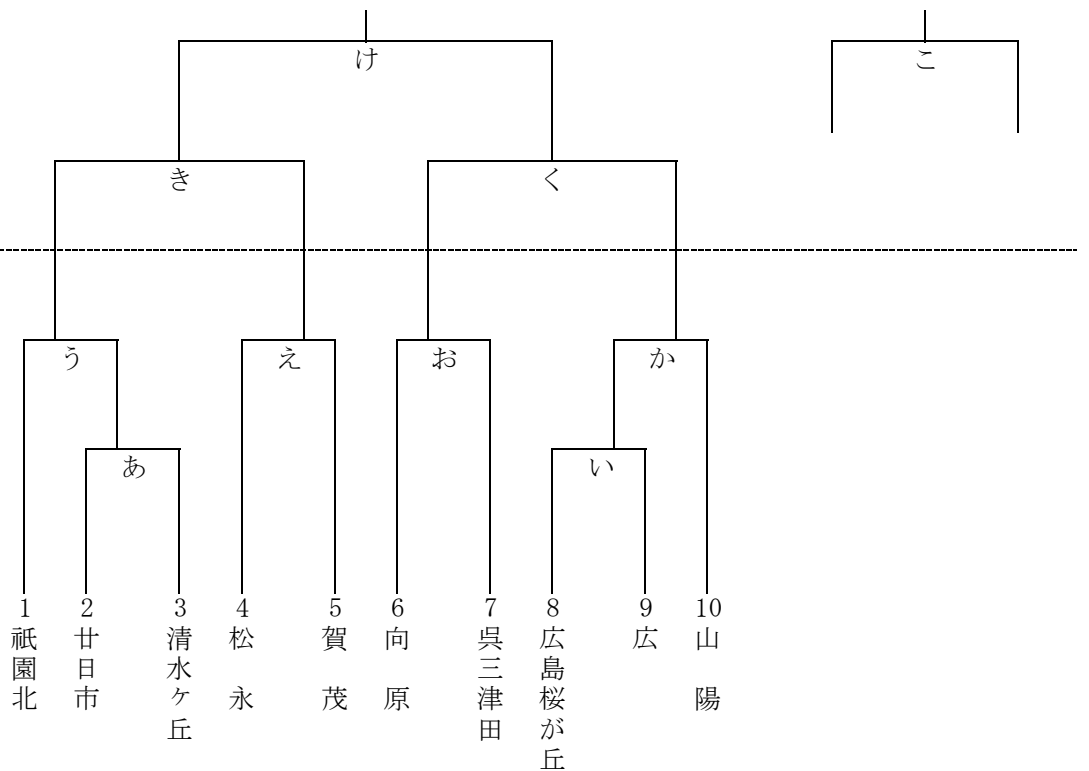 け
こ
き
く
う
え
お
か
あ
い
1
祇園北
2
廿日市
3
清水ケ丘
4
松永
5
賀茂
6
向原
7
呉三津田
8
広島桜が丘
9
広
10
山陽